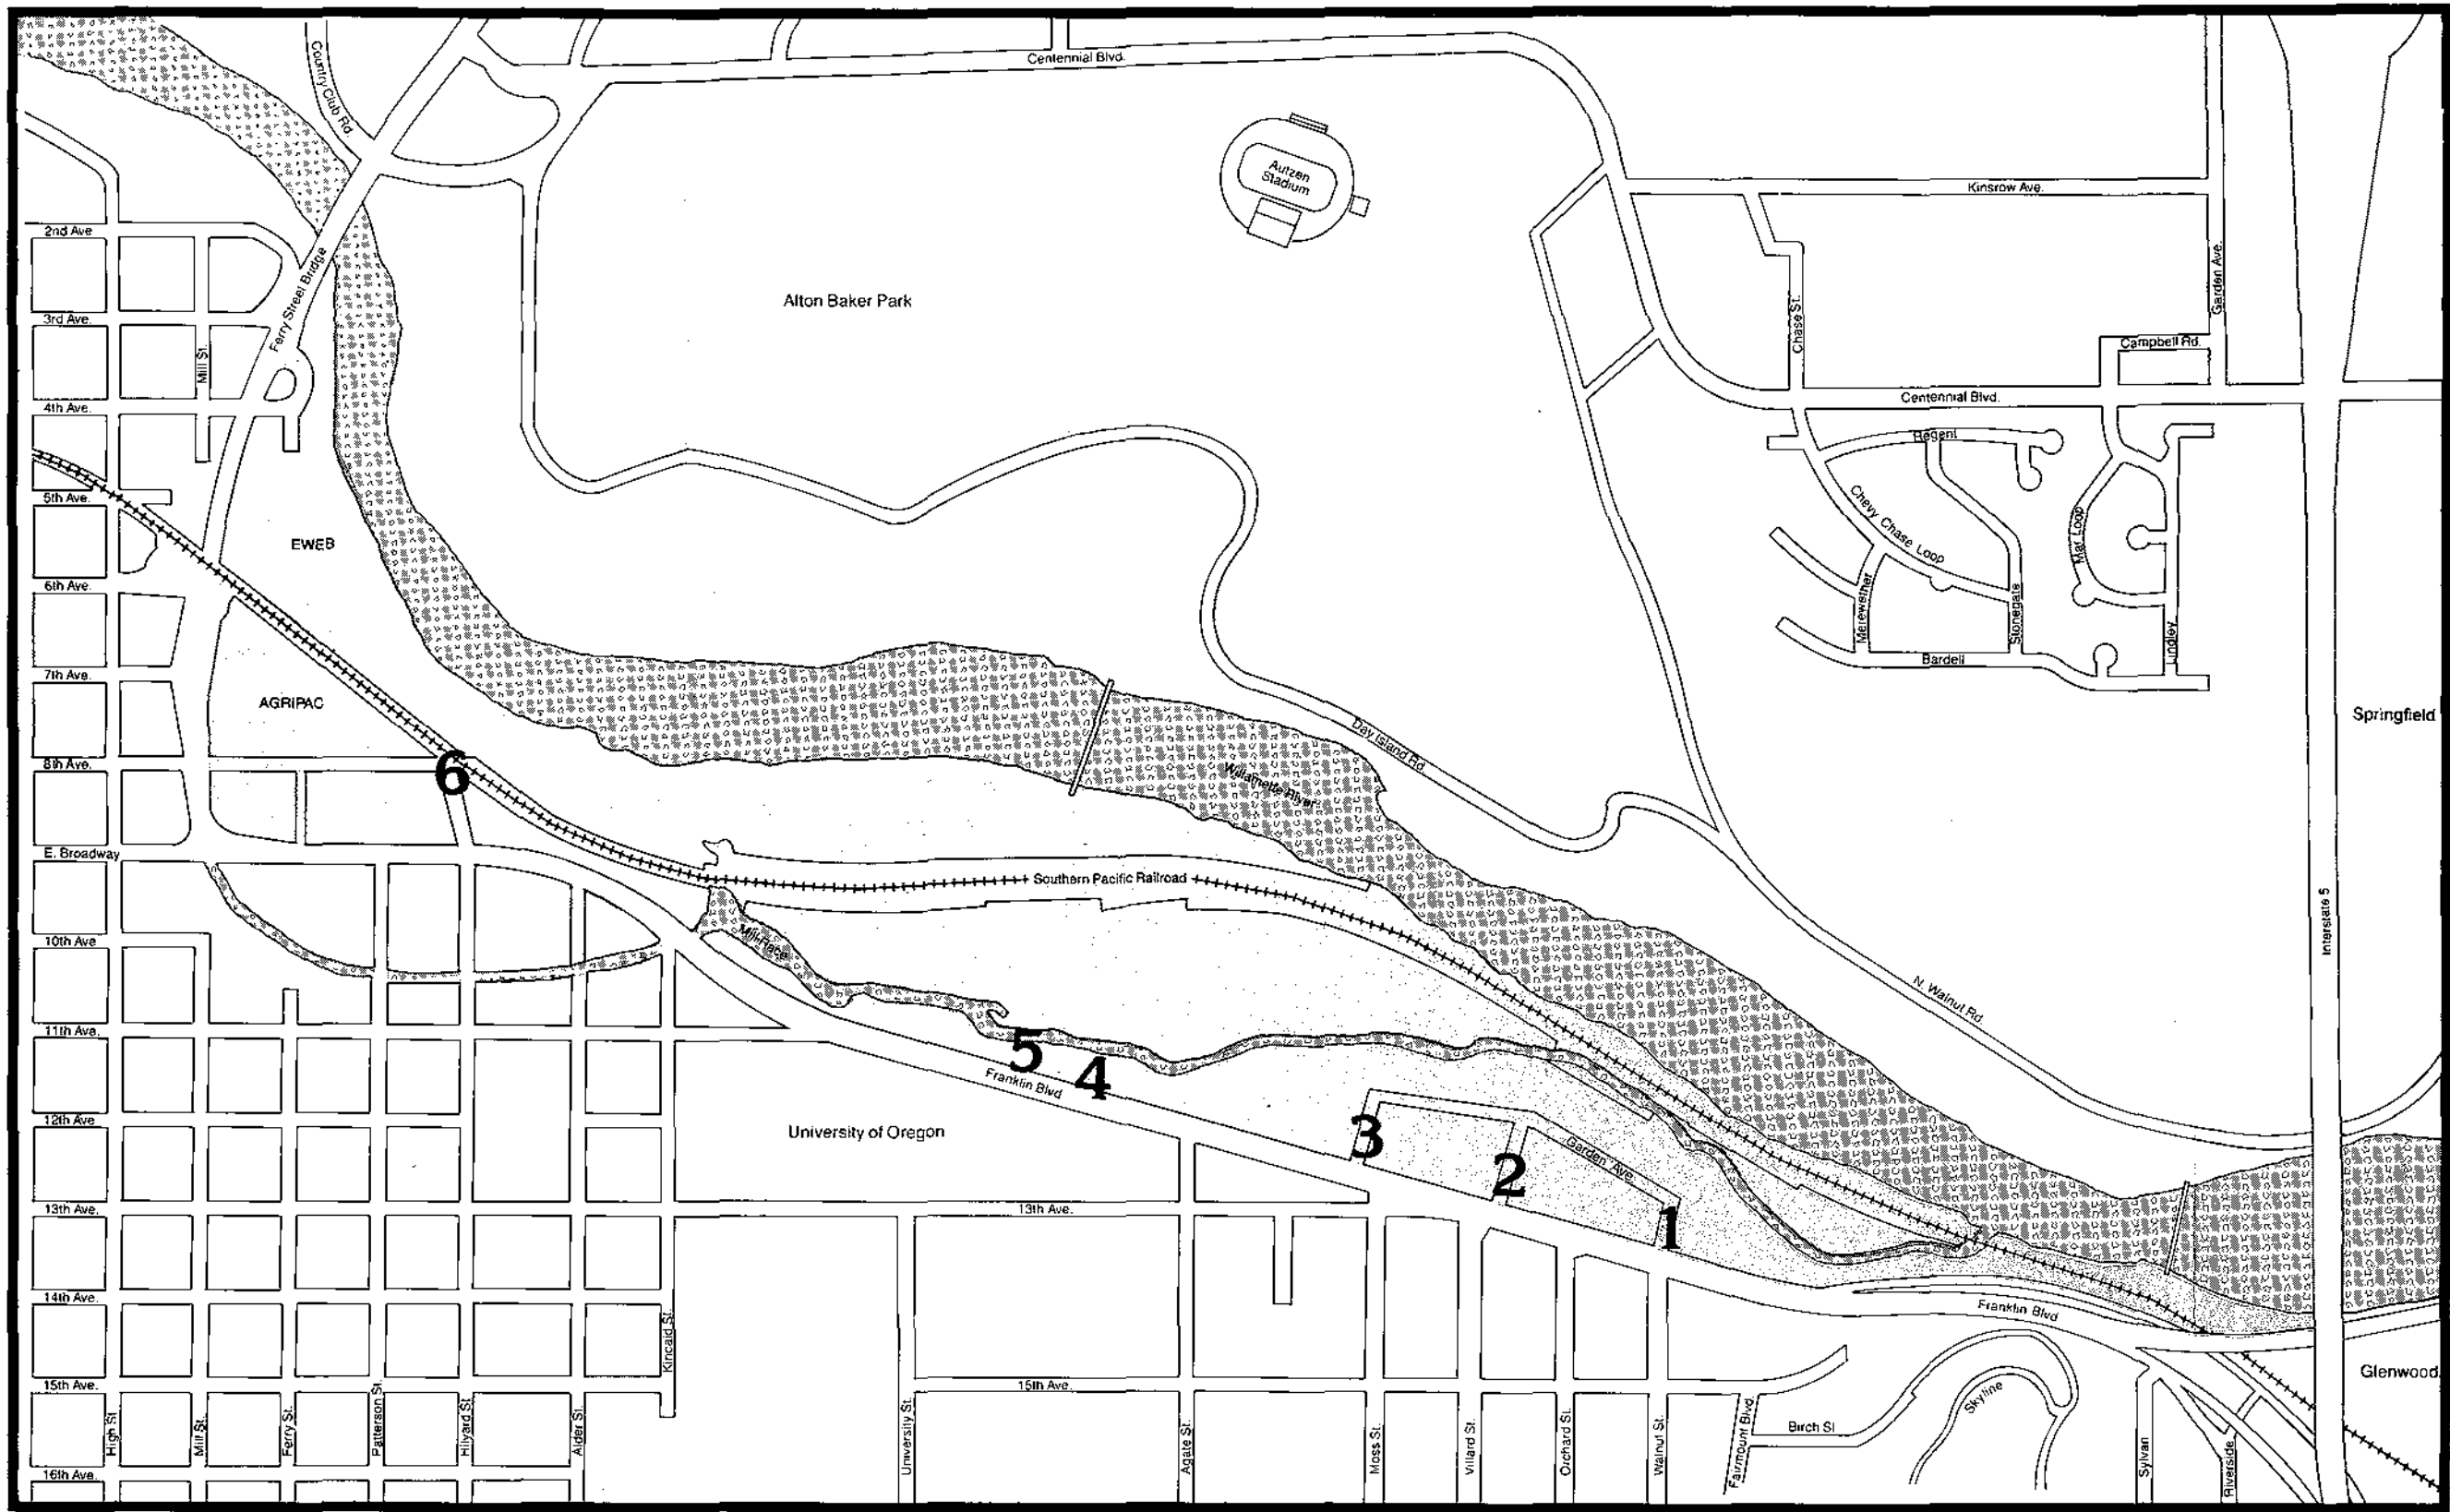 Country Club Rd.
Centennial Blvd.
Autzen
Stadium
Kinsrow Ave.
2nd Ave
Garden Ave.
Ferry Street Bridge
Alton Baker Park
3rd Ave.
Mill St.
Chase St.
Campbell Rd.
4th Ave.
Centennial Blvd.
Regent
5th Ave.
Chevy Chase Loop
Mar Loop
EWEB
6th Ave.
Merewether
Stonegate
Lindley
Bardell
7th Ave.
AGRIPAC
Springfield
Day Island Rd.
8th Ave.
6
Willamette River
E. Broadway
Southern Pacific Railroad
Interstate 5
10th Ave
Mill Race
N. Walnut Rd.
11th Ave.
5
4
Franklin Blvd
12th Ave
University of Oregon
3
Garden Ave.
2
1
13th Ave.
13th Ave.
14th Ave.
Franklin Blvd
Kincaid St.
15th Ave.
15th Ave.
Glenwood
Skyline
High St
Mill St.
Ferry St.
Patterson St.
Hilyard St.
Alder St.
University St.
Agate St.
Moss St.
Villard St.
Orchard St.
Walnut St.
Fairmount Blvd.
Birch St
Sylvan
Riverside
16th Ave.